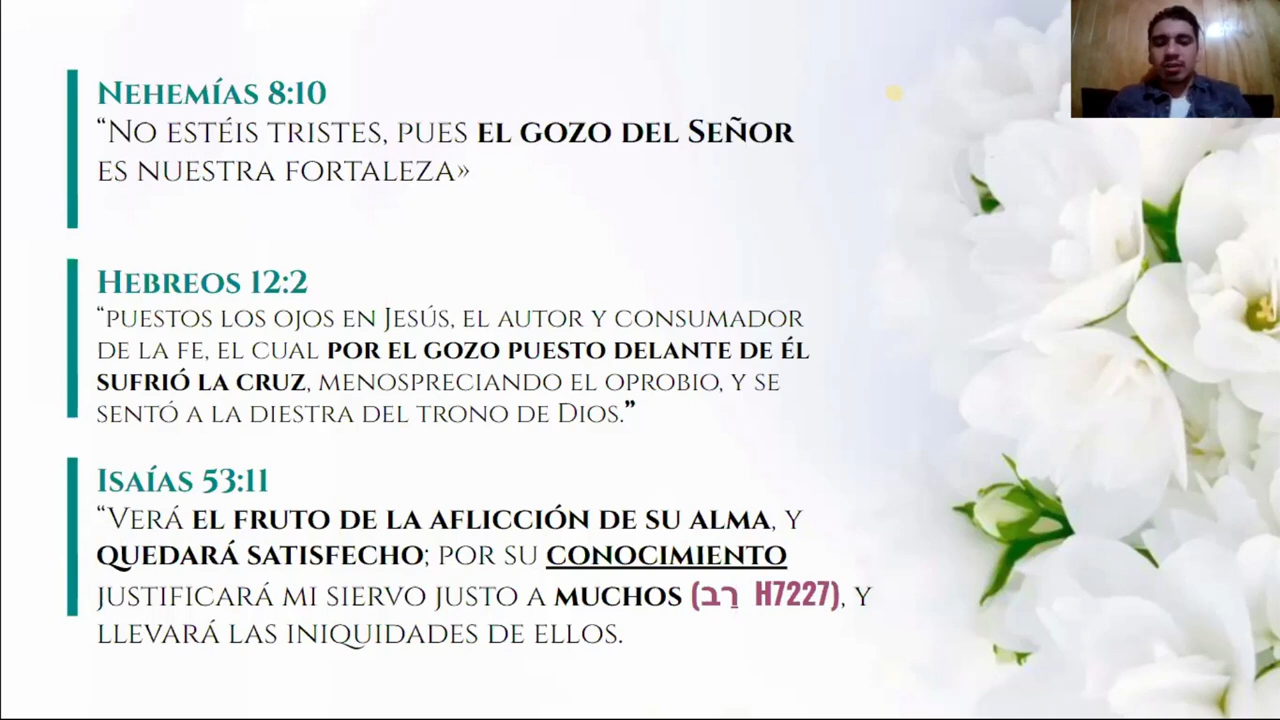 Nehemías 8:10
“No estéis tristes, pues el gozo del Señor
es nuestra fortaleza»
Hebreos 12:2
“puestos los ojos en Jesús, el autor y consumador
de la fe, el cual por el gozo puesto delante de él
sufrió la cruz, menospreciando el oprobio, y se
sentó a la diestra del trono de Dios.”
Isaías 53:11
“Verá el fruto de la aflicción de su alma, y
quedará satisfecho; por su conocimiento
justificará mi siervo justo a muchos (רַב H7227), y
llevará las iniquidades de ellos.